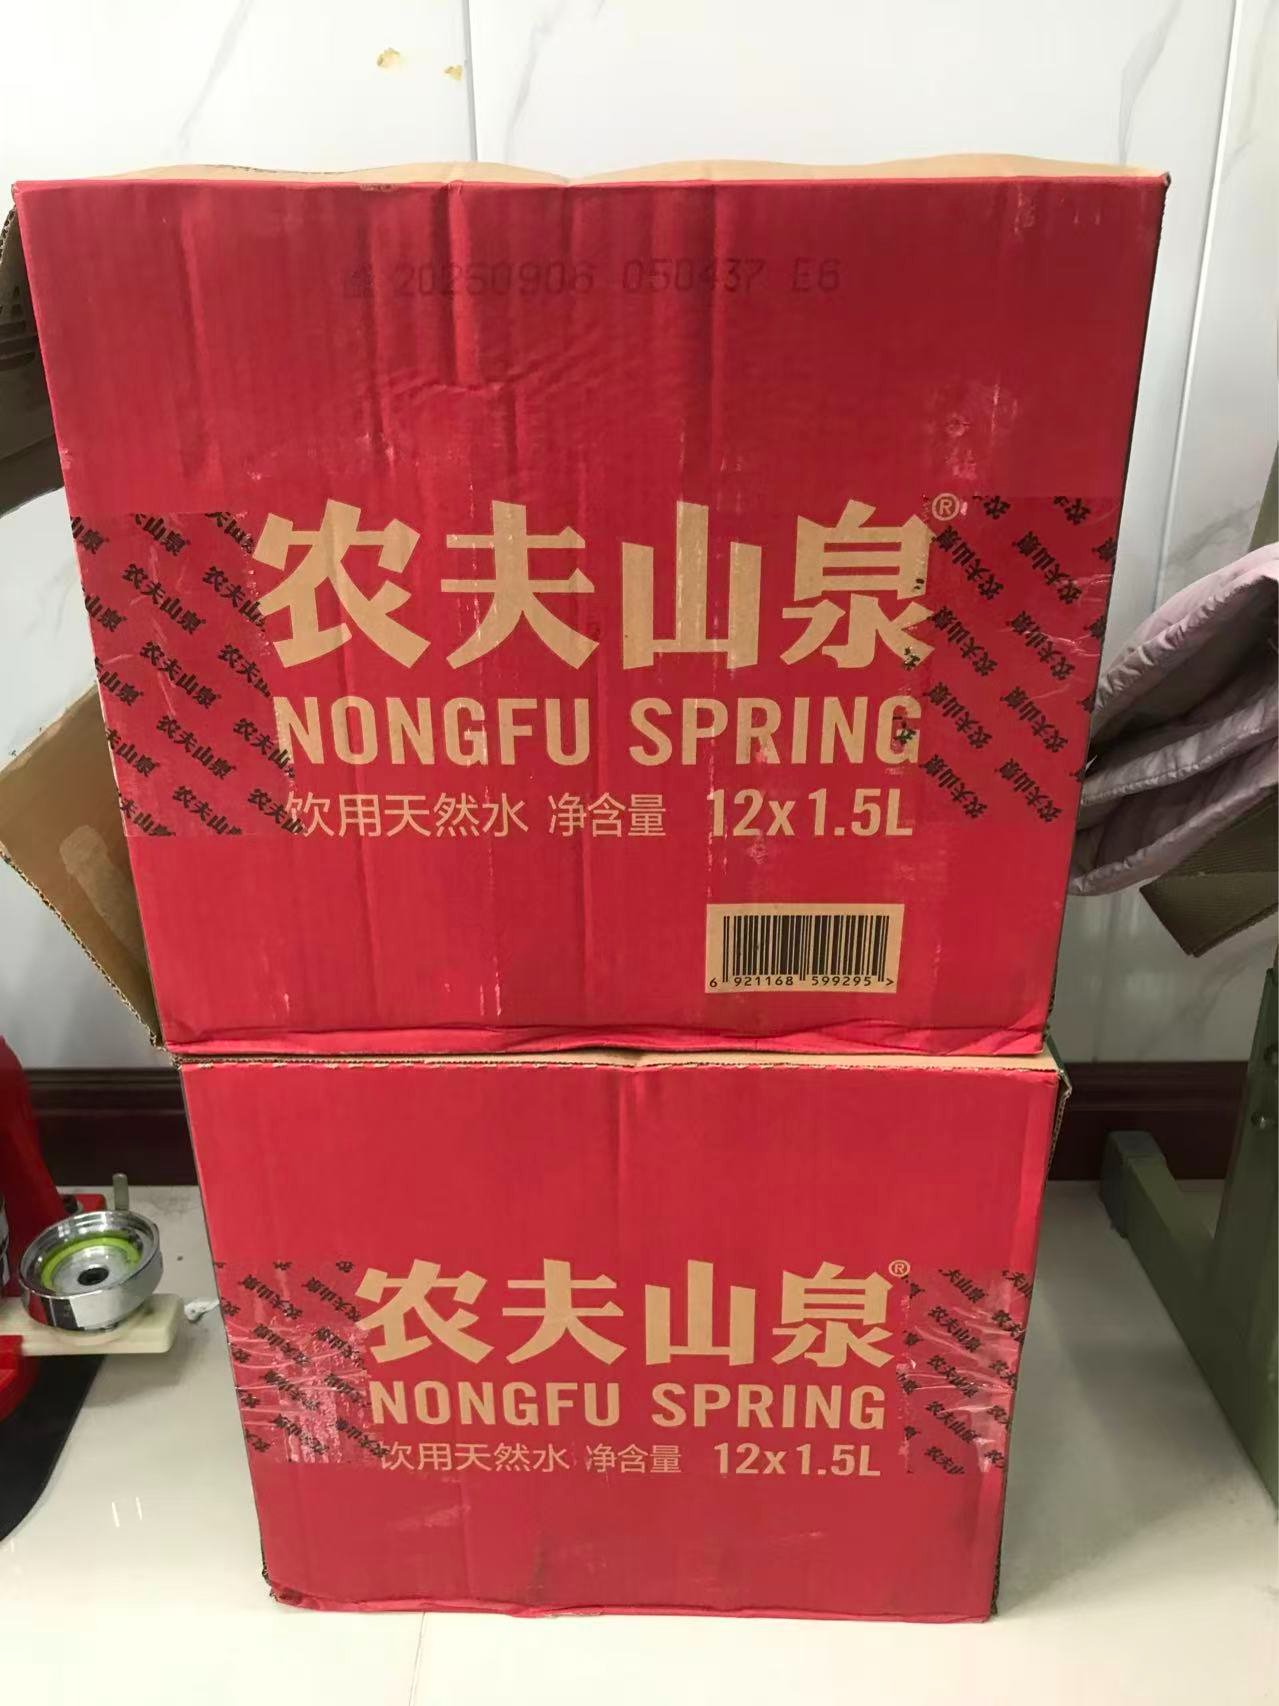 20250906 050437 E6
农夫山泉®
NONGFU SPRING
饮用天然水 净含量 12x1.5L
6 921168 599295 >
农夫山泉®
NONGFU SPRING
饮用天然水 净含量 12x1.5L